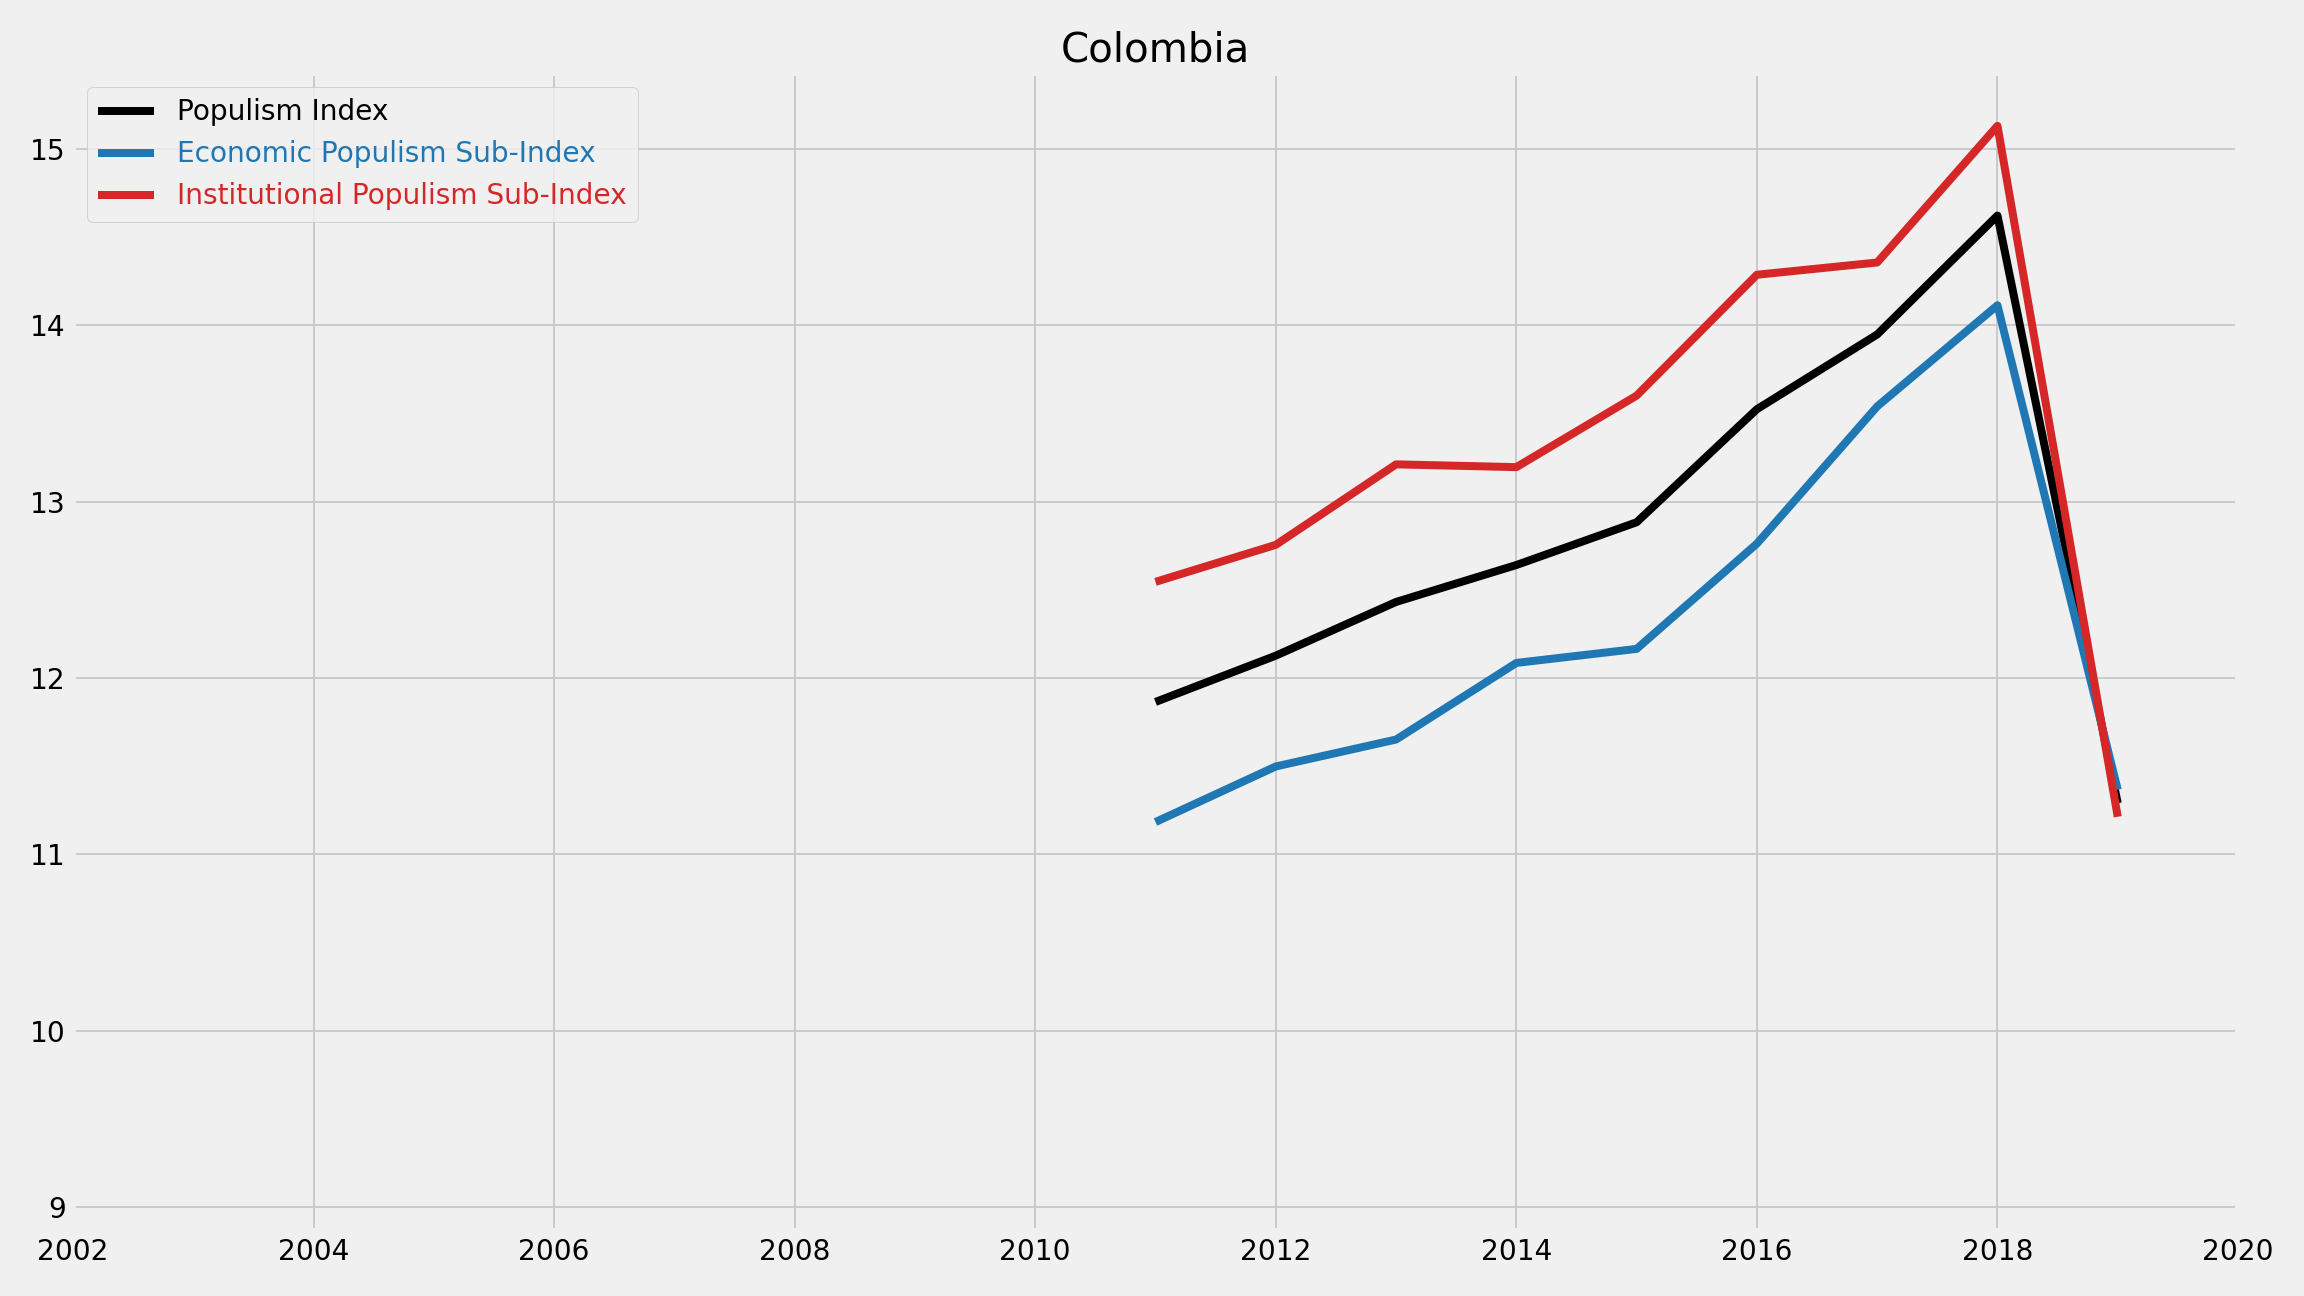 Colombia
Populism Index
Economic Populism Sub-Index
Institutional Populism Sub-Index
15
14
13
12
11
10
9
2002 2004 2006 2008 2010 2012 2014 2016 2018 2020